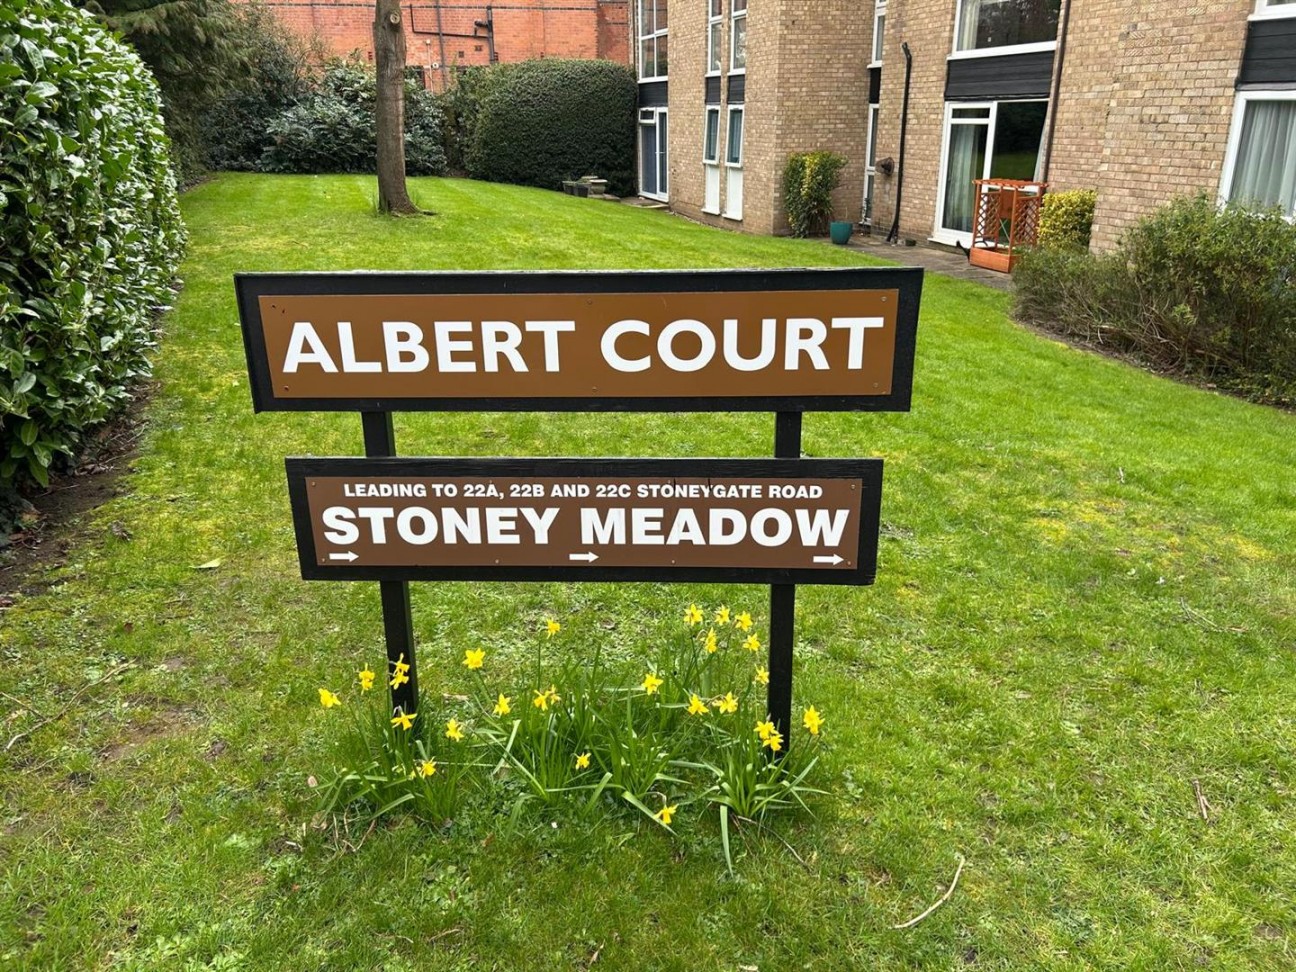 ALBERT COURT
LEADING TO 22A, 22B AND 22C STONEYGATE ROAD
STONEY MEADOW